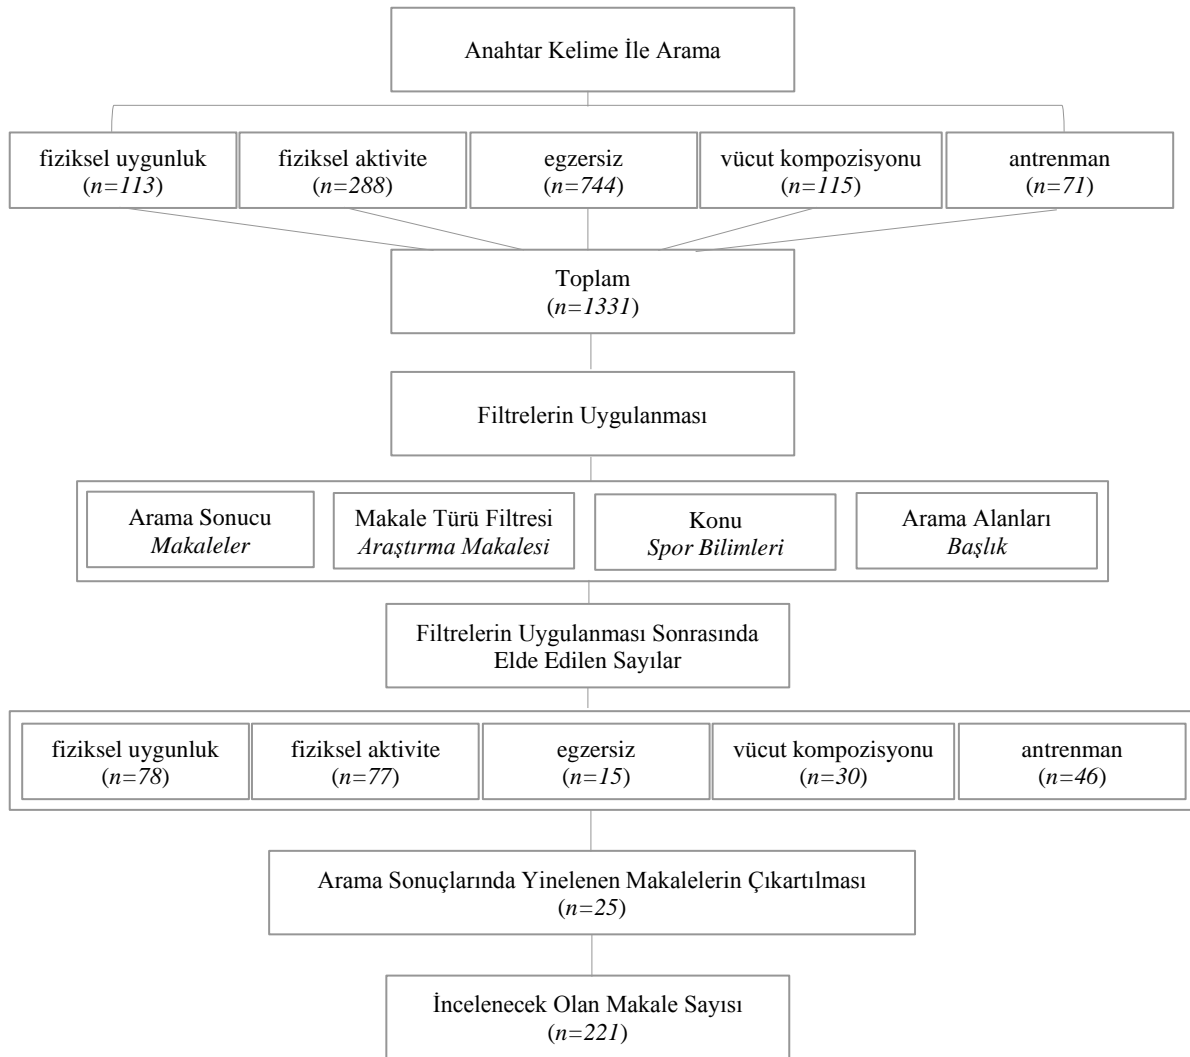 Anahtar Kelime İle Arama
fiziksel uygunluk
(n=113)
fiziksel aktivite
(n=288)
egzersiz
(n=744)
vücut kompozisyonu
(n=115)
antrenman
(n=71)
Toplam
(n=1331)
Filtrelerin Uygulanması
Arama Sonucu
Makaleler
Makale Türü Filtresi
Araştırma Makalesi
Konu
Spor Bilimleri
Arama Alanları
Başlık
Filtrelerin Uygulanması Sonrasında
Elde Edilen Sayılar
fiziksel uygunluk
(n=78)
fiziksel aktivite
(n=77)
egzersiz
(n=15)
vücut kompozisyonu
(n=30)
antrenman
(n=46)
Arama Sonuçlarında Yinelenen Makalelerin Çıkartılması
(n=25)
İncelenecek Olan Makale Sayısı
(n=221)